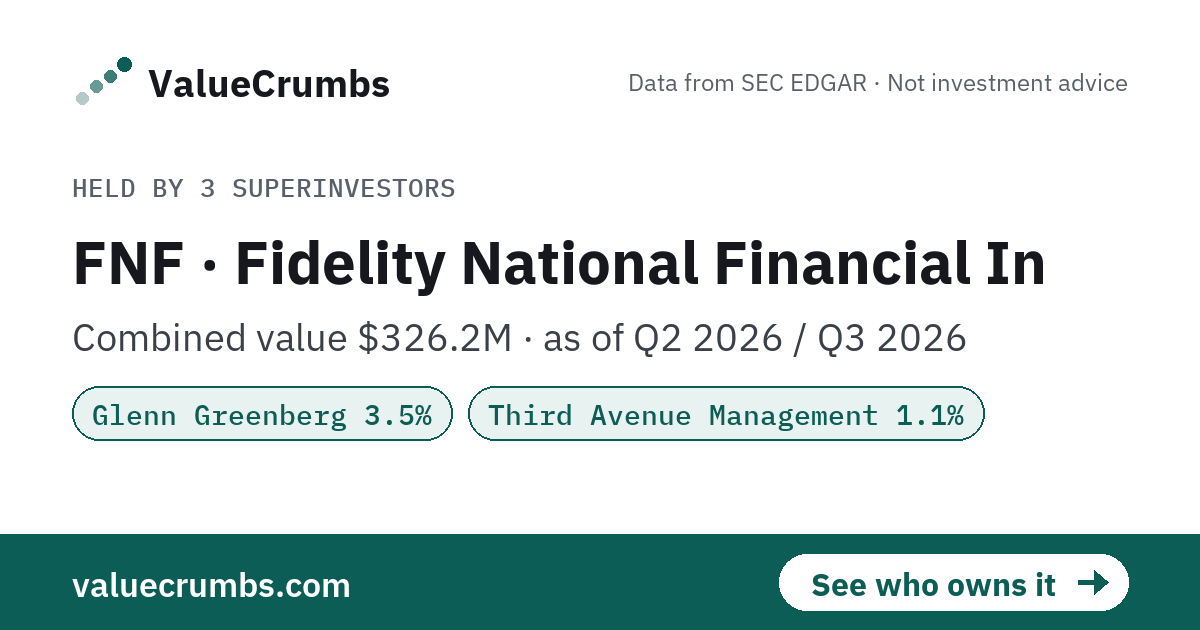 ValueCrumbs
Data from SEC EDGAR · Not investment advice
HELD BY 3 SUPERINVESTORS
FNF · Fidelity National Financial In
Combined value $326.2M · as of Q2 2026 / Q3 2026
Glenn Greenberg 3.5%
Third Avenue Management 1.1%
valuecrumbs.com
See who owns it →